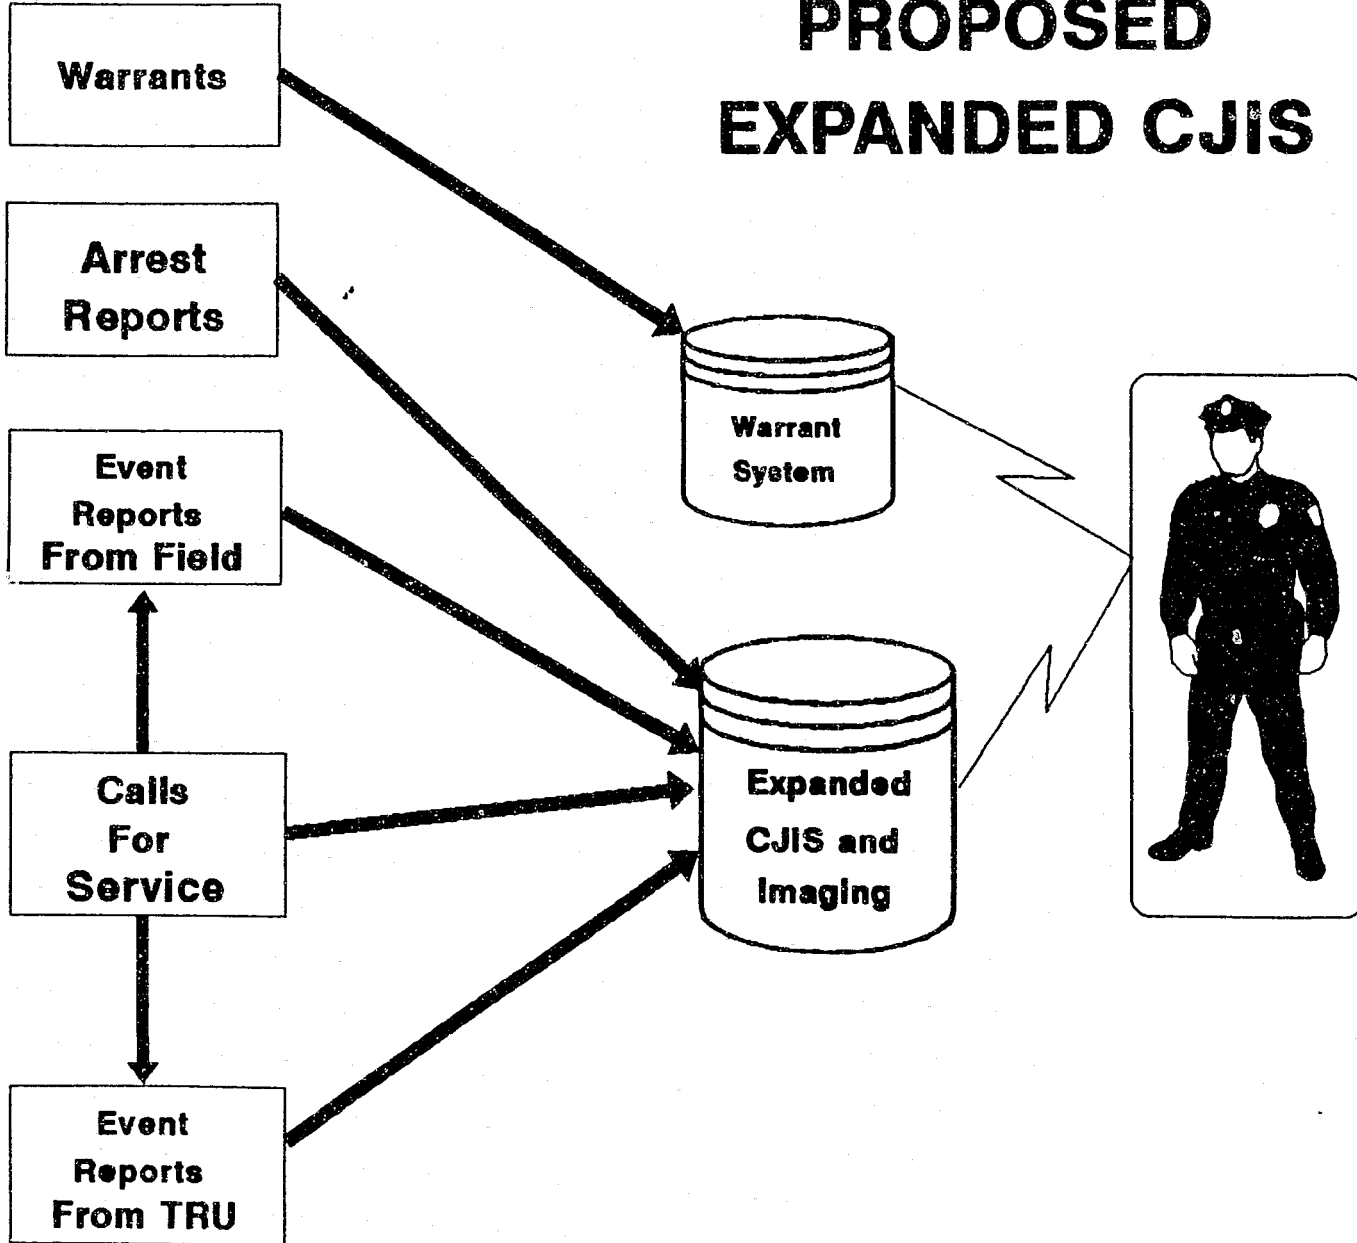 PROPOSED
EXPANDED CJIS
Warrants
Arrest
Reports
Event
Reports
From Field
Calls
For
Service
Event
Reports
From TRU
Warrant
System
Expanded
CJIS and
Imaging